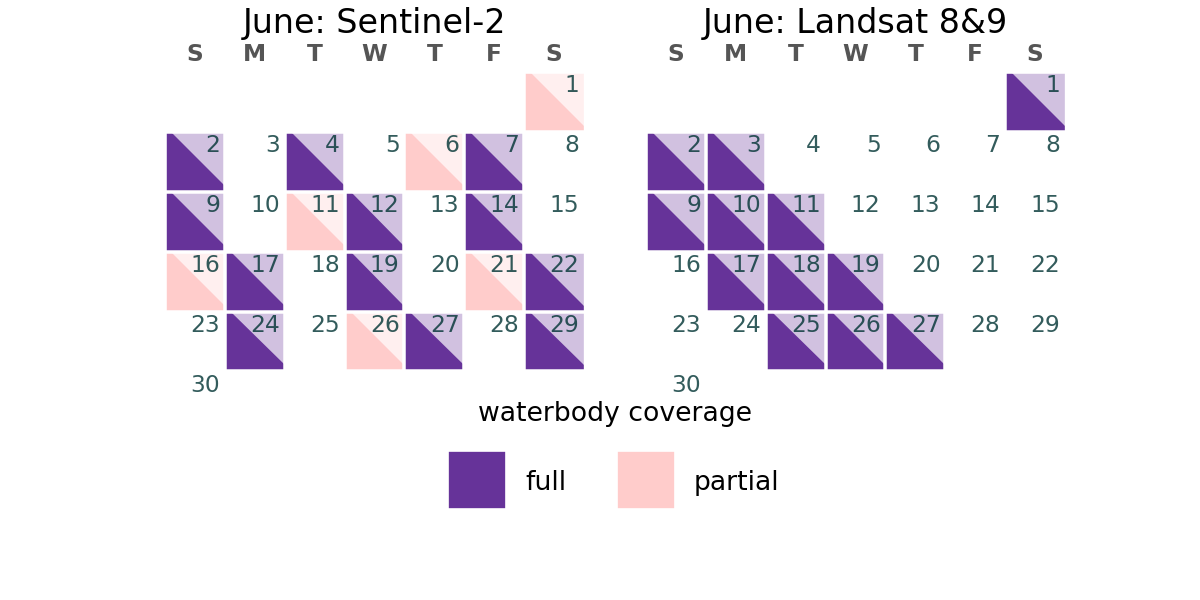 June: Sentinel-2
S M T W T F S
1
2 3 4 5 6 7 8
9 10 11 12 13 14 15
16 17 18 19 20 21 22
23 24 25 26 27 28 29
30
June: Landsat 8&9
S M T W T F S
1
2 3 4 5 6 7 8
9 10 11 12 13 14 15
16 17 18 19 20 21 22
23 24 25 26 27 28 29
30
waterbody coverage
full
partial